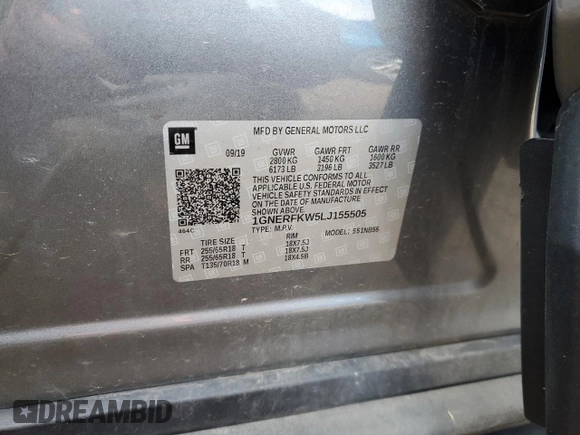 GM
MFD BY GENERAL MOTORS LLC
09/19 GVWR GAWR FRT GAWR RR
2800 KG 1450 KG 1600 KG
6173 LB 3196 LB 3527 LB
THIS VEHICLE CONFORMS TO ALL
APPLICABLE U.S. FEDERAL MOTOR
VEHICLE SAFETY STANDARDS IN EFFECT
ON THE DATE OF MANUFACTURE
SHOWN ABOVE.
1GNERFKW5LJ155505
TYPE: M.P.V. MODEL: 551NB56
464C
TIRE SIZE RIM
FRT 255/65R18 T 18X7.5J
RR 255/65R18 T 18X7.5J
SPA T135/70R18 M 18X4.5B
DREAMBID